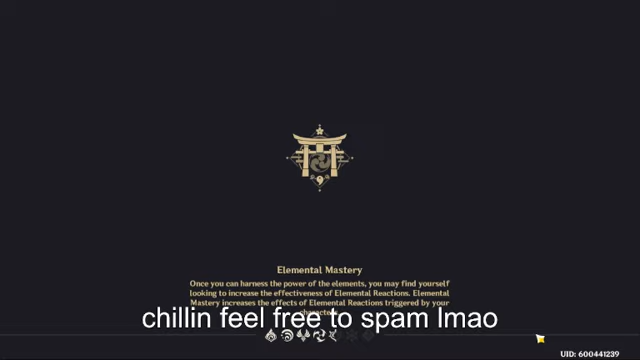 Elemental Mastery
Once you can harness the power of the elements, you may find yourself
looking to increase the effectiveness of Elemental Reactions. Elemental
Mastery increases the effects of Elemental Reactions triggered by your
chillin feel free to spam lmao
UID: 600441239